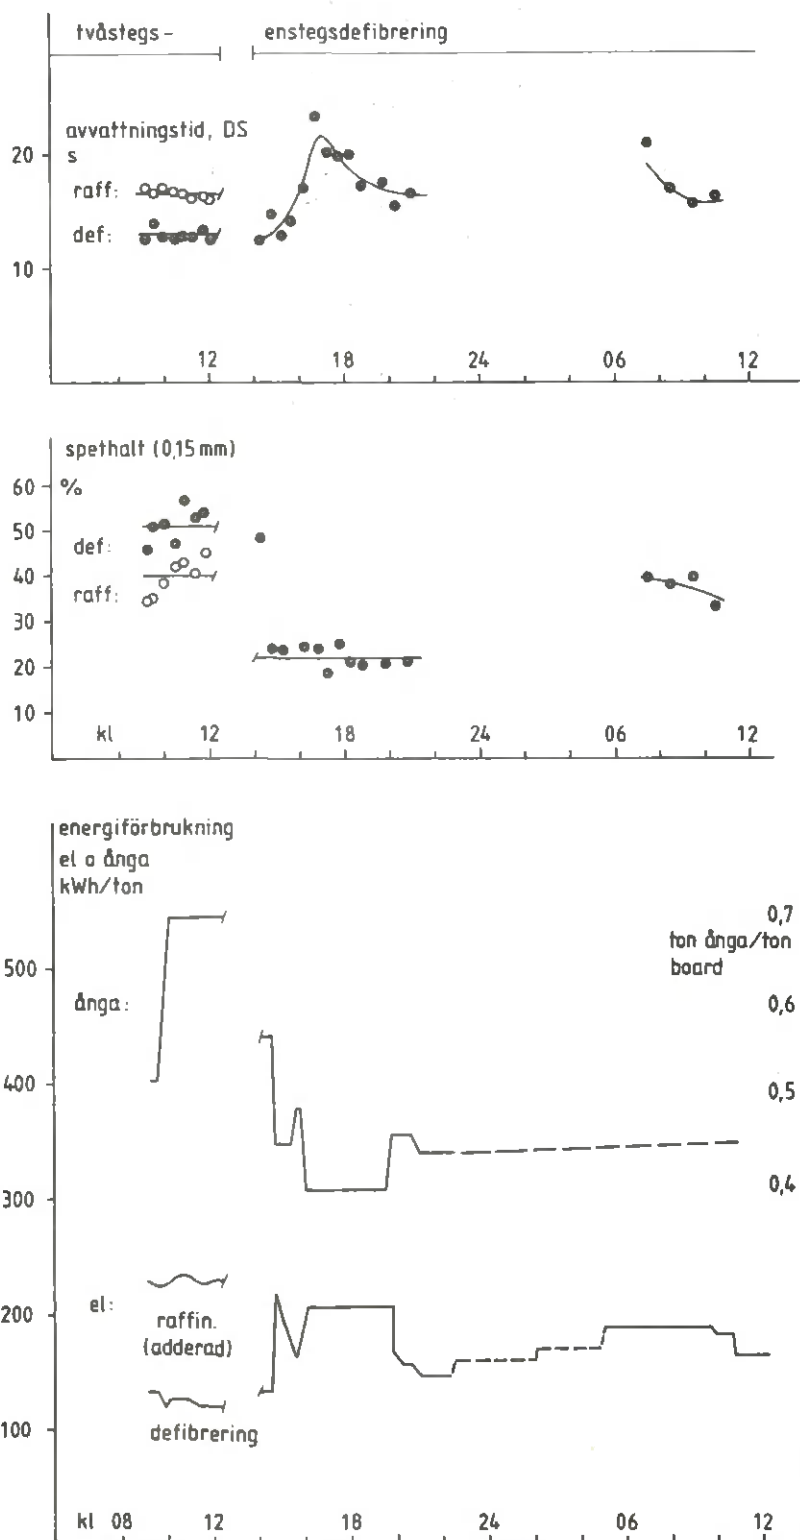 tvåstegs-
enstegsdefibrering
avvattningstid, DS
s
20
raff:
def:
10
12 18 24 06 12
spethalt (0,15 mm)
60 %
50
def:
40
raff:
30
20
10
kl 12 18 24 06 12
energiförbrukning
el o ånga
kWh/ton
0,7
ton ånga/ton
board
500
ånga:
0,6
400
0,5
300
0,4
200
el:
raffin.
(adderad)
100
defibrering
kl 08 12 18 24 06 12